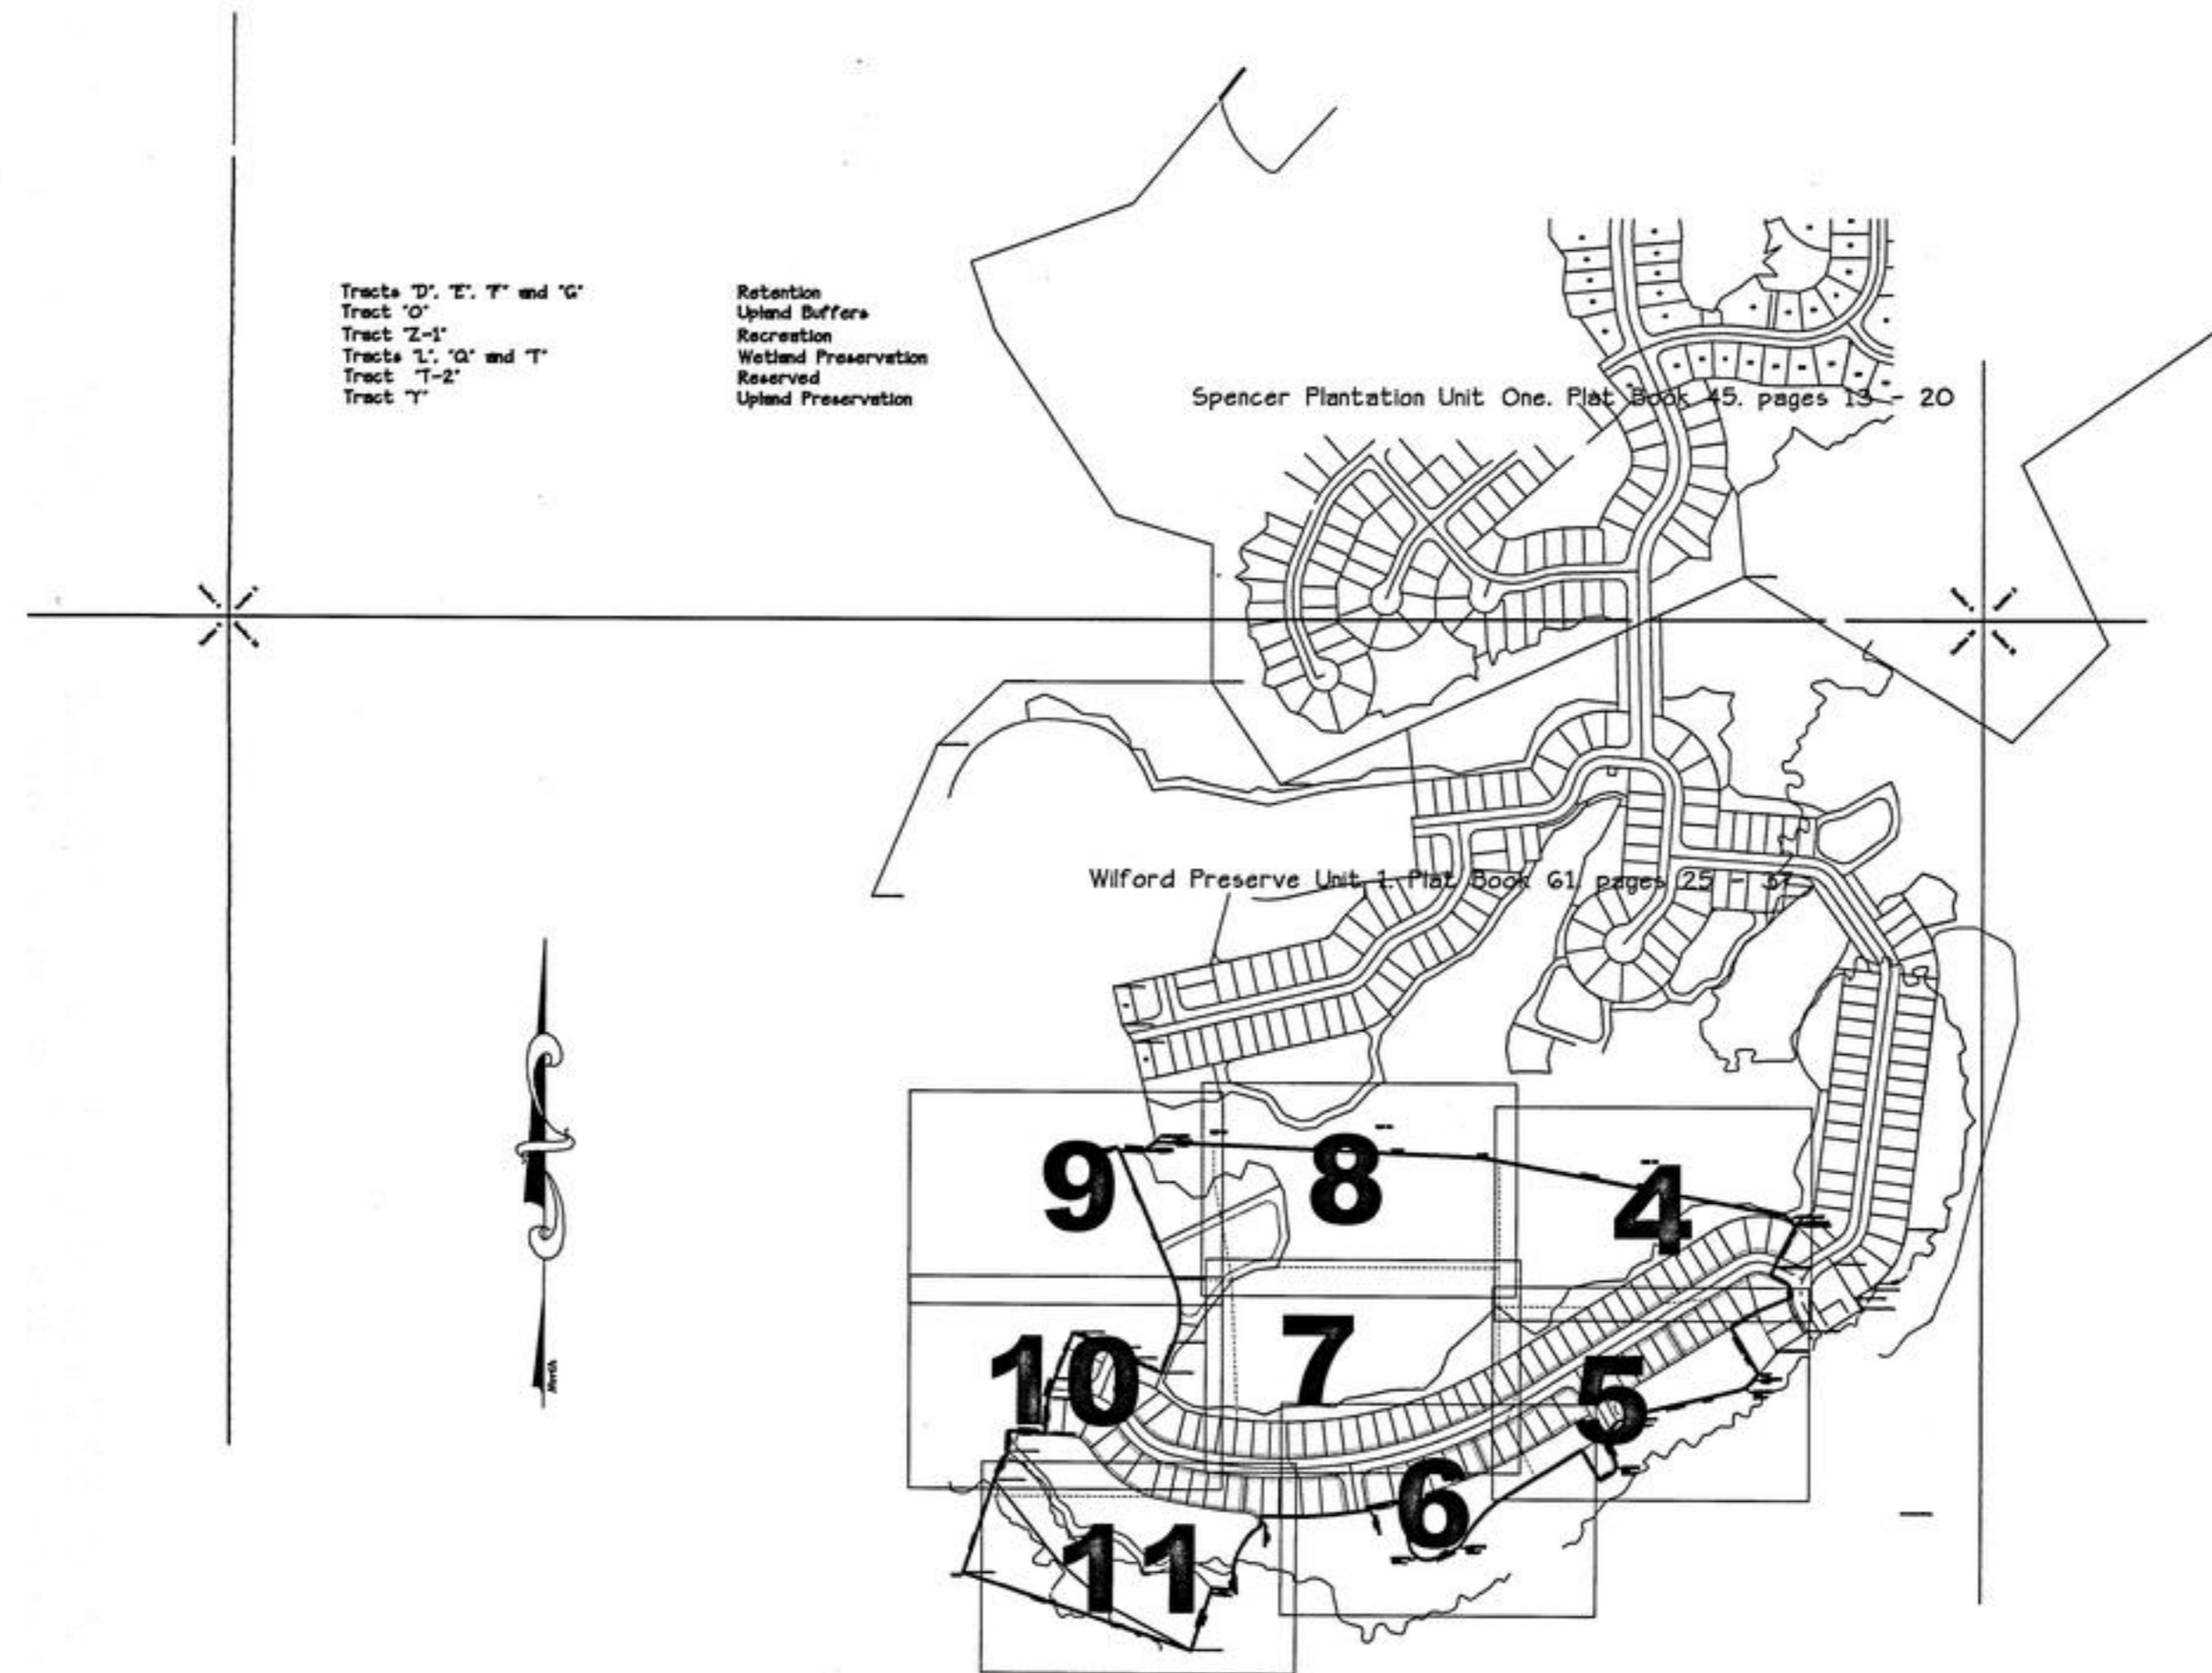 Tracts "D", "E", "F" and "G" Retention
Tract "O" Upland Buffers
Tract "Z-1" Recreation
Tracts "L", "Q" and "T" Wetland Preservation
Tract "T-2" Reserved
Tract "Y" Upland Preservation
Spencer Plantation Unit One, Plat Book 45, pages 13 - 20
Wilford Preserve Unit 1, Plat Book 61, pages 25 - 37
North
9
8
4
10
7
5
6
11